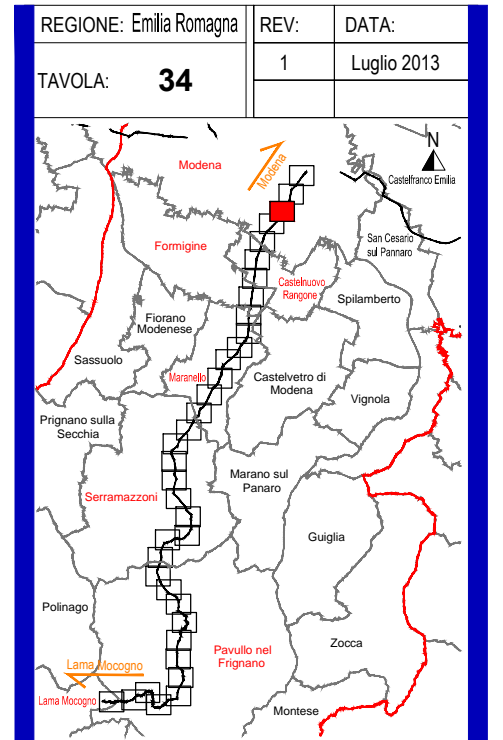 REGIONE: Emilia Romagna
REV:
DATA:
TAVOLA: 34
1
Luglio 2013
N
Modena
Modena
Castelfranco Emilia
San Cesario
sul Pannaro
Formigine
Castelnuovo
Rangone
Spilamberto
Fiorano
Modenese
Sassuolo
Maranello
Castelvetro di
Modena
Vignola
Prignano sulla
Secchia
Marano sul
Panaro
Serramazzoni
Guiglia
Polinago
Zocca
Pavullo nel
Frignano
Lama Mocogno
Lama Mocogno
Montese